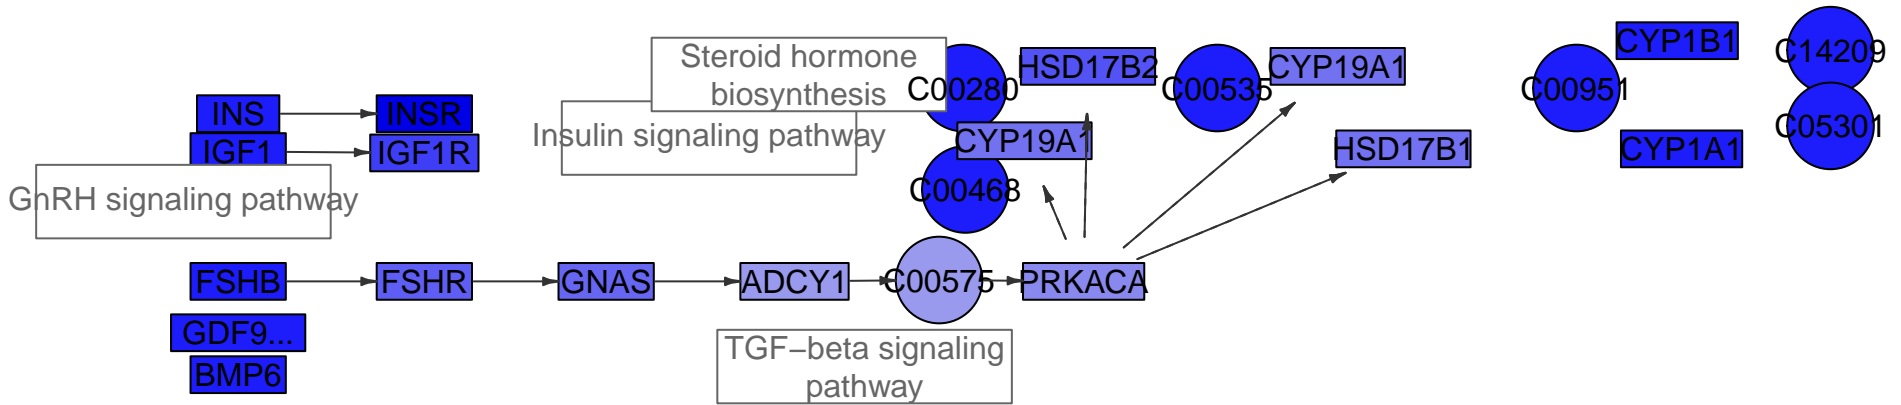 Steroid hormone
biosynthesis
C00280
HSD17B2
C00535
CYP19A1
C00951
CYP1B1
C14209
INS
INSR
Insulin signaling pathway
CYP19A1
HSD17B1
CYP1A1
C05301
IGF1
IGF1R
GnRH signaling pathway
C00468
FSHB
FSHR
GNAS
ADCY1
C00575
PRKACA
GDF9...
BMP6
TGF−beta signaling
pathway